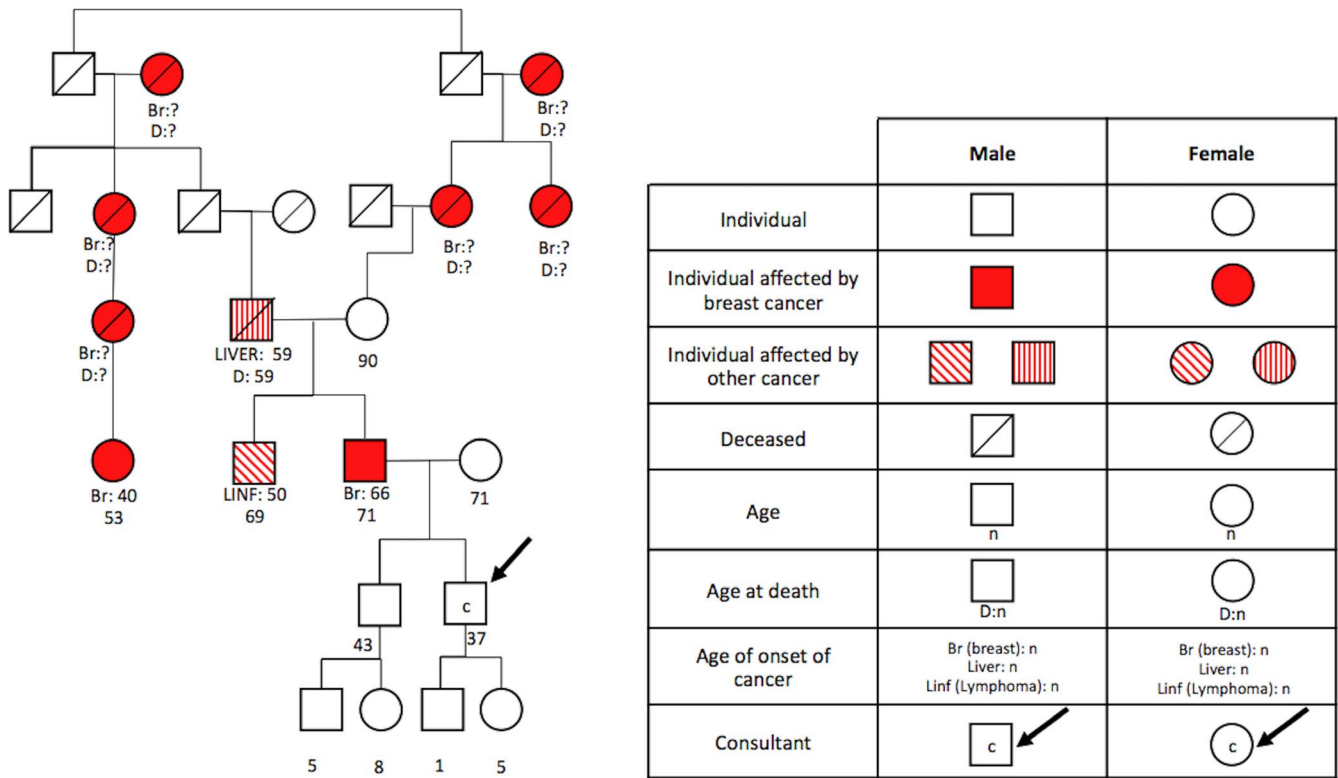 Br:?
D:?
Br:?
D:?
Br:?
D:?
Br:?
D:?
Br:?
D:?
Br:?
D:?
LIVER: 59
D: 59
90
Br: 40
53
LINF: 50
69
Br: 66
71
71
43
c
37
5
8
1
5
Male
Female
Individual
Individual affected by
breast cancer
Individual affected by
other cancer
Deceased
Age
n
n
Age at death
D:n
D:n
Age of onset of
cancer
Br (breast): n
Liver: n
Linf (Lymphoma): n
Br (breast): n
Liver: n
Linf (Lymphoma): n
Consultant
c
c